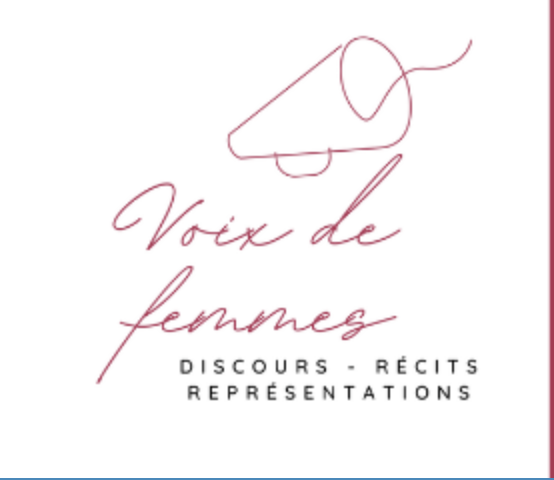 Voix de
femmes
DISCOURS - RÉCITS
REPRÉSENTATIONS